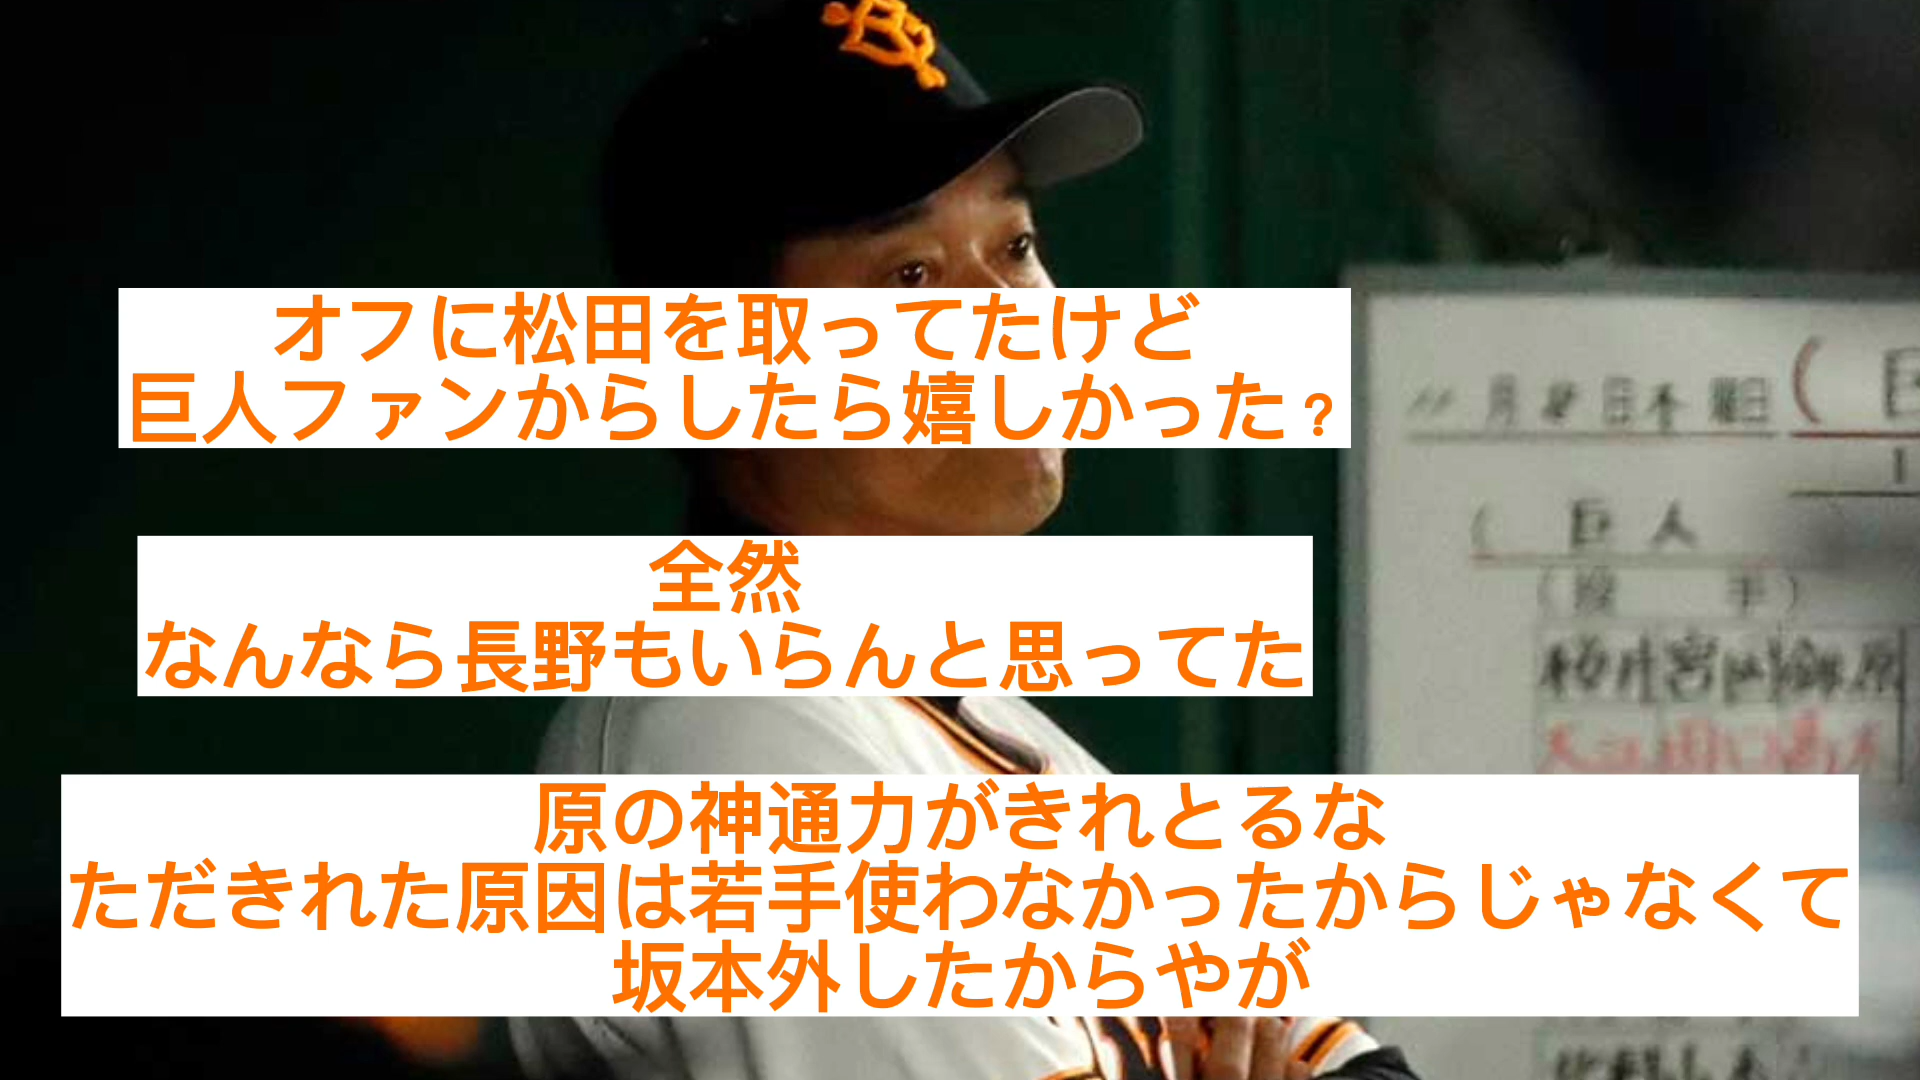 オフに松田を取ってたけど
巨人ファンからしたら嬉しかった？
全然
なんなら長野もいらんと思ってた
原の神通力がきれとるな
ただきれた原因は若手使わなかったからじゃなくて
坂本外したからやが
巨人